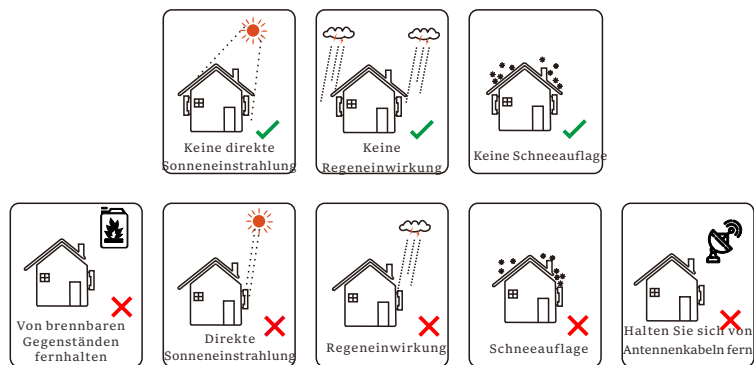 Keine direkte
Sonneneinstrahlung
Keine
Regeneinwirkung
Keine Schneeauflage
Von brennbaren
Gegenständen
fernhalten
Direkte
Sonneneinstrahlung
Regeneinwirkung
Schneeauflage
Halten Sie sich von
Antennenkabeln fern